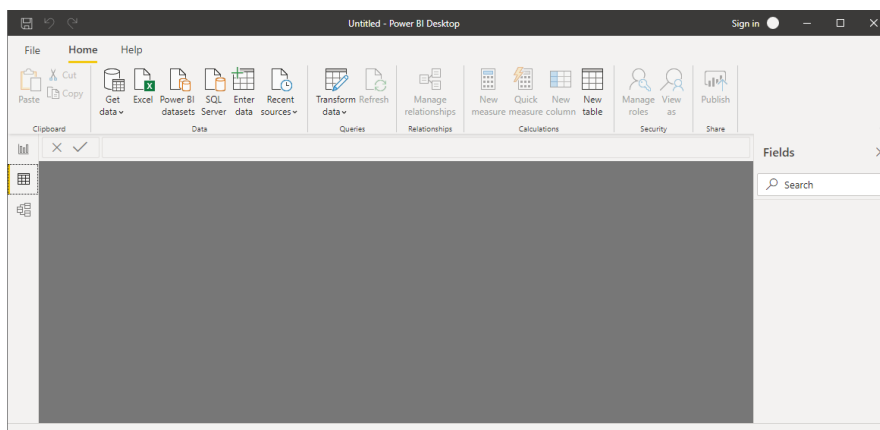 Untitled - Power BI Desktop
Sign in
File Home Help
Paste
Cut
Copy
Clipboard
Get data
Excel
Power BI datasets
SQL Server
Enter data
Recent sources
Data
Transform data
Refresh
Queries
Manage relationships
Relationships
New measure
Quick measure
New column
New table
Calculations
Manage roles
View as
Security
Publish
Share
Fields
Search